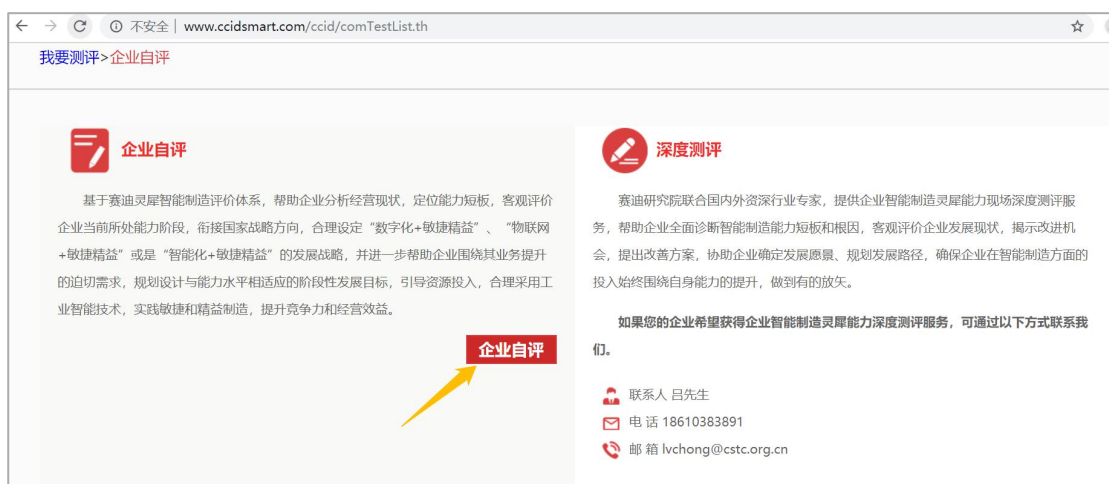 不安全 | www.ccidsmart.com/ccid/comTestList.th
我要测评>企业自评
企业自评
基于赛迪灵犀智能制造评价体系，帮助企业分析经营现状，定位能力短板，客观评价
企业当前所处能力阶段，衔接国家战略方向，合理设定“数字化+敏捷精益”、“物联网
+敏捷精益”或是“智能化+敏捷精益”的发展战略，并进一步帮助企业围绕其业务提升
的迫切需求，规划设计与能力水平相适应的阶段性发展目标，引导资源投入，合理采用工
业智能技术，实践敏捷和精益制造，提升竞争力和经营效益。
企业自评
深度测评
赛迪研究院联合国内外资深行业专家，提供企业智能制造灵犀能力现场深度测评服
务，帮助企业全面诊断智能制造能力短板和根因，客观评价企业发展现状，揭示改进机
会，提出改善方案，协助企业确定发展愿景、规划发展路径，确保企业在智能制造方面的
投入始终围绕自身能力的提升，做到有的放矢。
如果您的企业希望获得企业智能制造灵犀能力深度测评服务，可通过以下方式联系我
们。
联系人 吕先生
电 话 18610383891
邮 箱 lvchong@cstc.org.cn